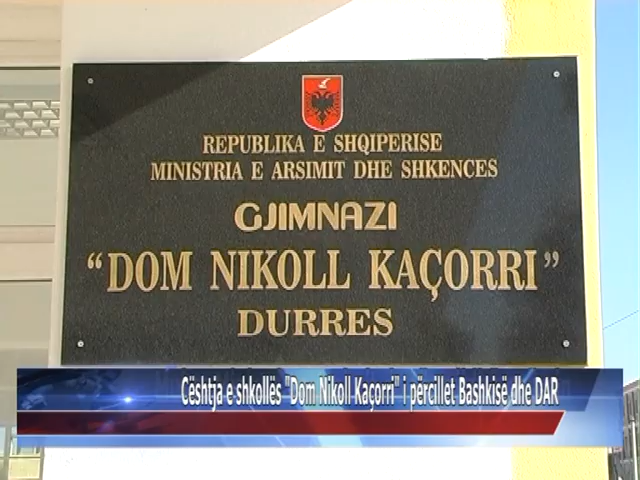 REPUBLIKA E SHQIPERISE
MINISTRIA E ARSIMIT DHE SHKENCES
GJIMNAZI
“DOM NIKOLL KAÇORRI”
DURRES
Cështja e shkollës "Dom Nikoll Kaçorri" i përcillet Bashkisë dhe DAR